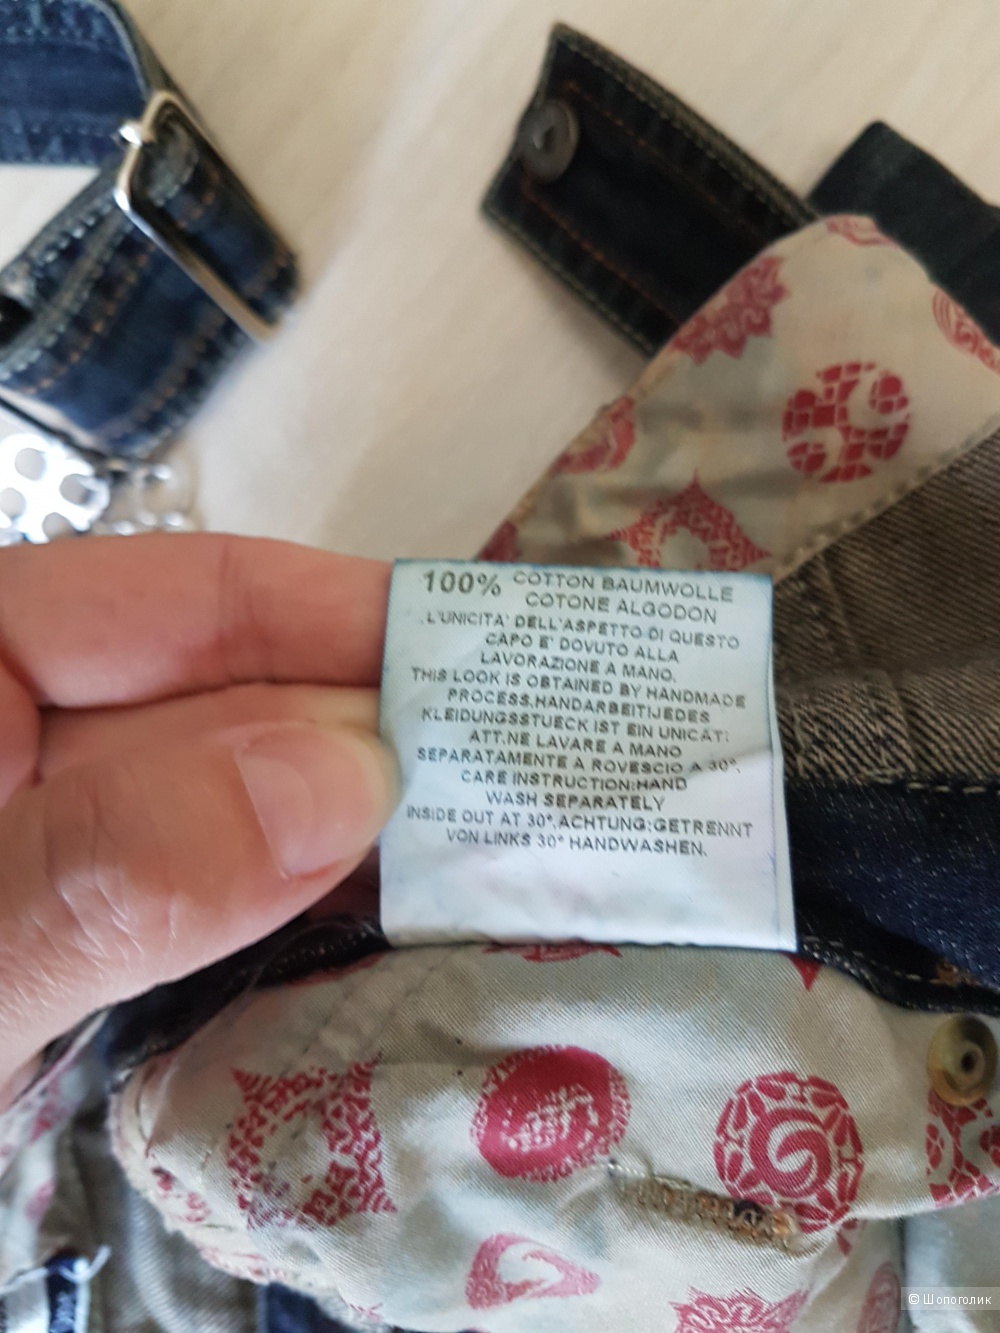 100% COTTON BAUMWOLLE
COTONE ALGODON
.L'UNICITA' DELL'ASPETTO DI QUESTO
CAPO E' DOVUTO ALLA
LAVORAZIONE A MANO.
THIS LOOK IS OBTAINED BY HANDMADE
PROCESS.HANDARBEIT!JEDES
KLEIDUNGSSTUECK IST EIN UNICAT:
ATT.NE LAVARE A MANO
SEPARATAMENTE A ROVESCIO A 30°.
CARE INSTRUCTION:HAND
WASH SEPARATELY
INSIDE OUT AT 30°.ACHTUNG:GETRENNT
VON LINKS 30° HANDWASHEN.
© Шопоголик